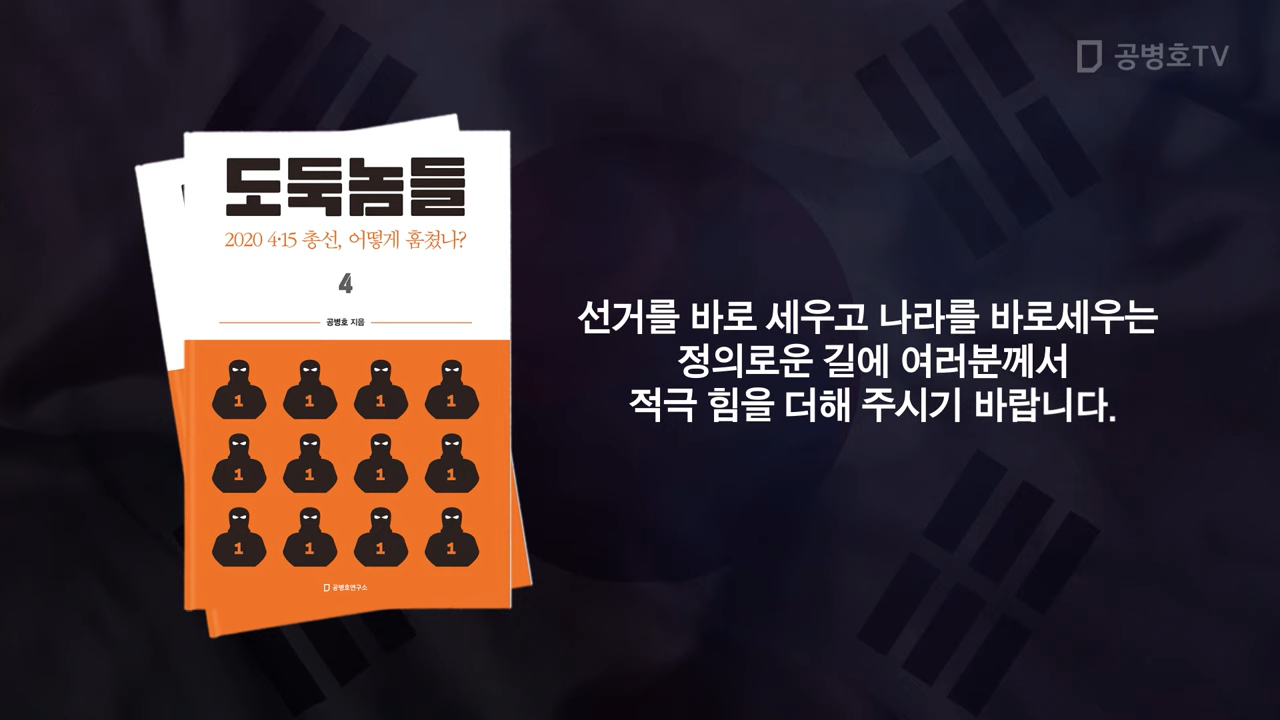 공병호TV
도둑놈들
2020 4·15 총선, 어떻게 훔쳤나?
4
공병호 지음
1 1 1 1
1 1 1 1
1 1 1 1
공병호연구소
선거를 바로 세우고 나라를 바로세우는
정의로운 길에 여러분께서
적극 힘을 더해 주시기 바랍니다.